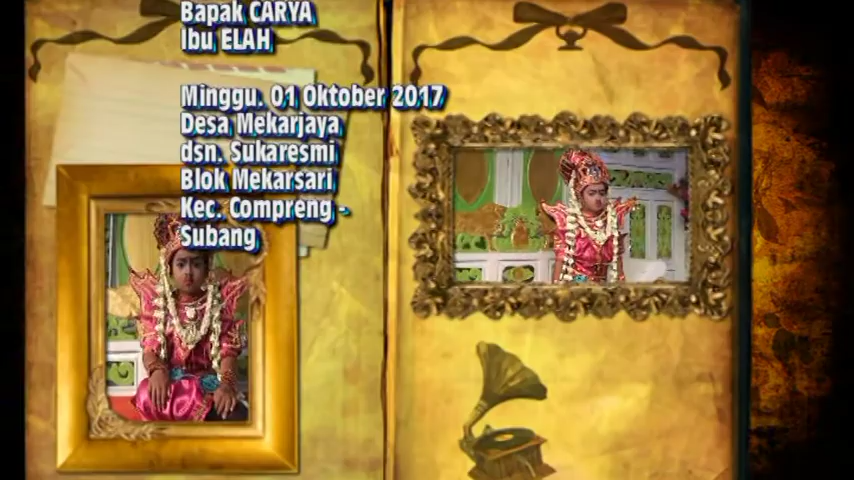 Bapak CARYA
Ibu ELAH
Minggu. 01 Oktober 2017
Desa Mekarjaya
dsn. Sukaresmi
Blok Mekarsari
Kec. Compreng -
Subang